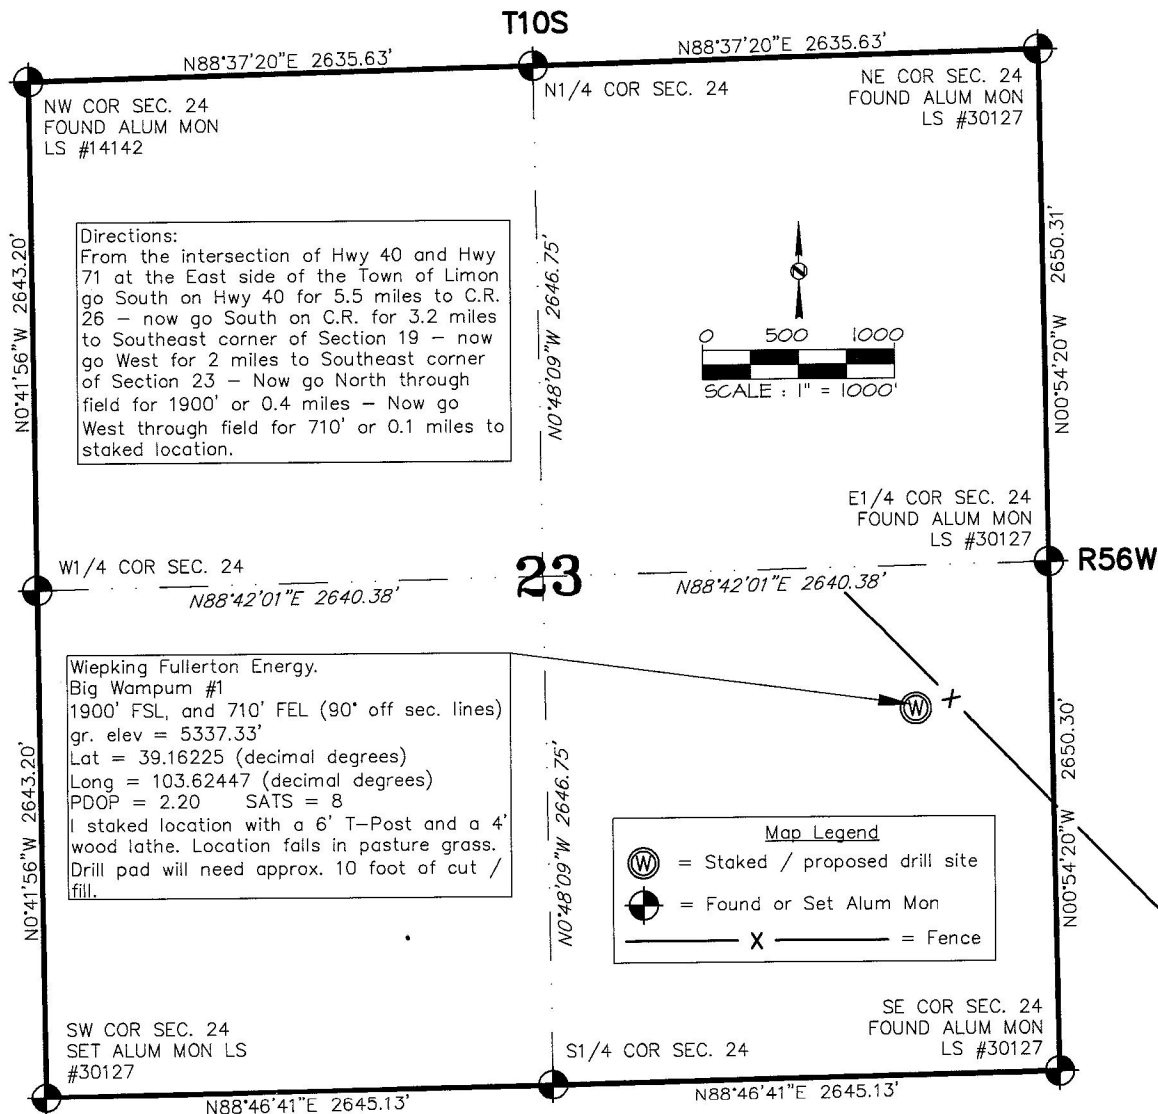 T10S
N88°37'20"E 2635.63'
N88°37'20"E 2635.63'
NW COR SEC. 24
FOUND ALUM MON
LS #14142
N1/4 COR SEC. 24
NE COR SEC. 24
FOUND ALUM MON
LS #30127
N0°41'56"W 2643.20'
Directions:
From the intersection of Hwy 40 and Hwy
71 at the East side of the Town of Limon
go South on Hwy 40 for 5.5 miles to C.R.
26 – now go South on C.R. for 3.2 miles
to Southeast corner of Section 19 – now
go West for 2 miles to Southeast corner
of Section 23 – Now go North through
field for 1900' or 0.4 miles – Now go
West through field for 710' or 0.1 miles to
staked location.
N0°48'09"W 2646.75'
N
0 500 1000
SCALE : 1" = 1000'
N00°54'20"W 2650.31'
E1/4 COR SEC. 24
FOUND ALUM MON
LS #30127
W1/4 COR SEC. 24
23
R56W
N88°42'01"E 2640.38'
N88°42'01"E 2640.38'
Wiepking Fullerton Energy.
Big Wampum #1
1900' FSL, and 710' FEL (90° off sec. lines)
gr. elev = 5337.33'
Lat = 39.16225 (decimal degrees)
Long = 103.62447 (decimal degrees)
PDOP = 2.20 SATS = 8
I staked location with a 6' T-Post and a 4'
wood lathe. Location falls in pasture grass.
Drill pad will need approx. 10 foot of cut /
fill.
W
X
N0°41'56"W 2643.20'
N0°48'09"W 2646.75'
N00°54'20"W 2650.30'
Map Legend
W = Staked / proposed drill site
= Found or Set Alum Mon
X = Fence
SW COR SEC. 24
SET ALUM MON LS
#30127
S1/4 COR SEC. 24
SE COR SEC. 24
FOUND ALUM MON
LS #30127
N88°46'41"E 2645.13'
N88°46'41"E 2645.13'